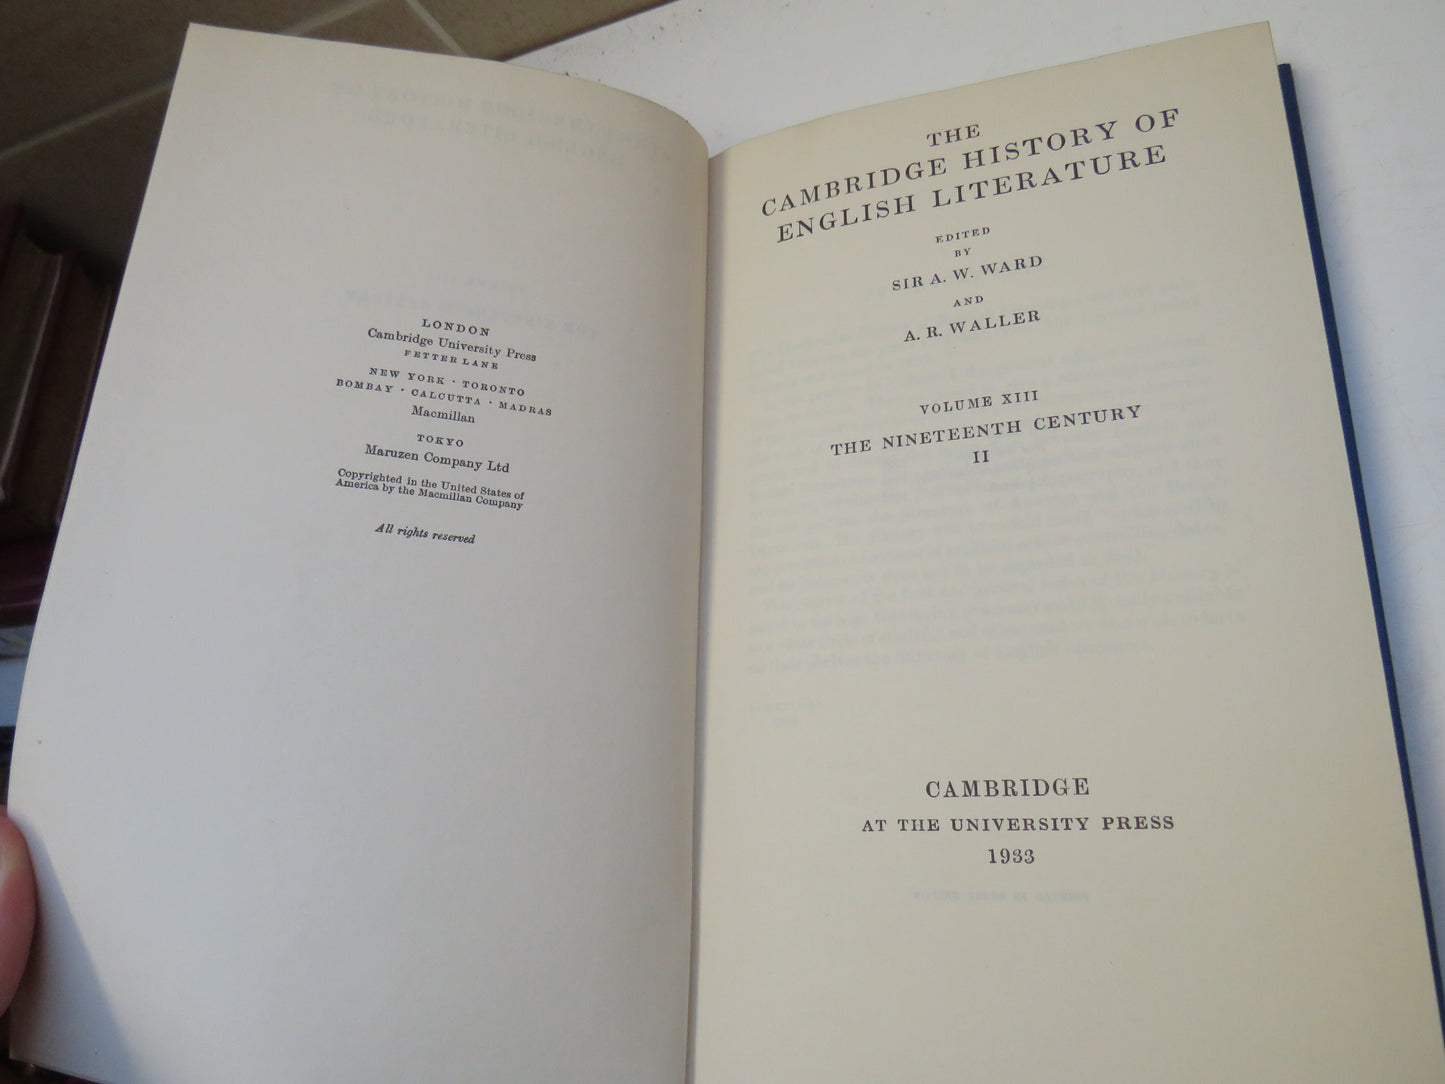 LONDON
Cambridge University Press
FETTER LANE
NEW YORK · TORONTO
BOMBAY · CALCUTTA · MADRAS
Macmillan
TOKYO
Maruzen Company Ltd
Copyrighted in the United States of
America by the Macmillan Company
All rights reserved
THE
CAMBRIDGE HISTORY OF
ENGLISH LITERATURE
EDITED
BY
SIR A. W. WARD
AND
A. R. WALLER
VOLUME XIII
THE NINETEENTH CENTURY
II
CAMBRIDGE
AT THE UNIVERSITY PRESS
1933